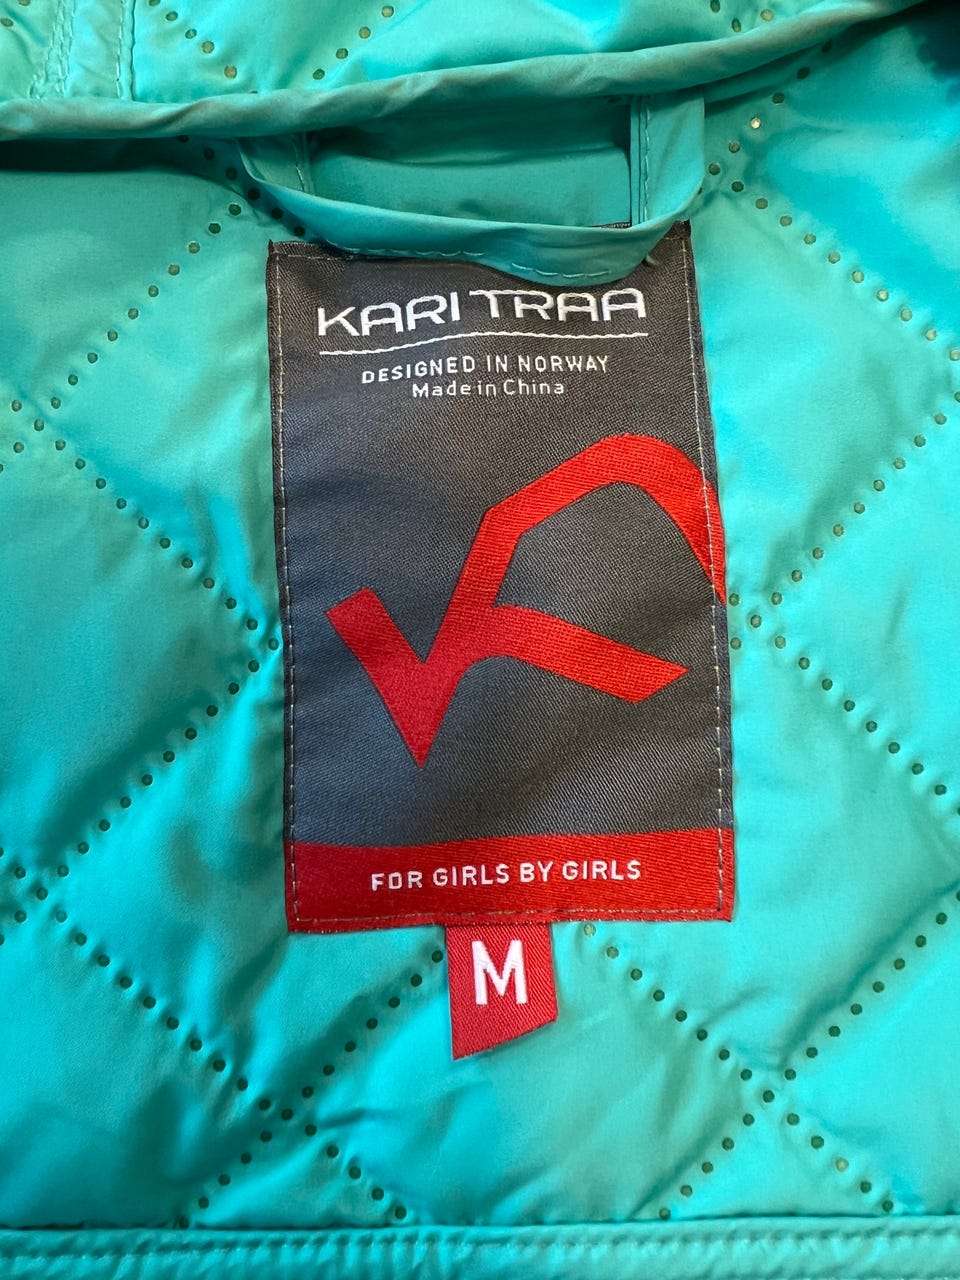 KARI TRAA
DESIGNED IN NORWAY
Made in China
FOR GIRLS BY GIRLS
M